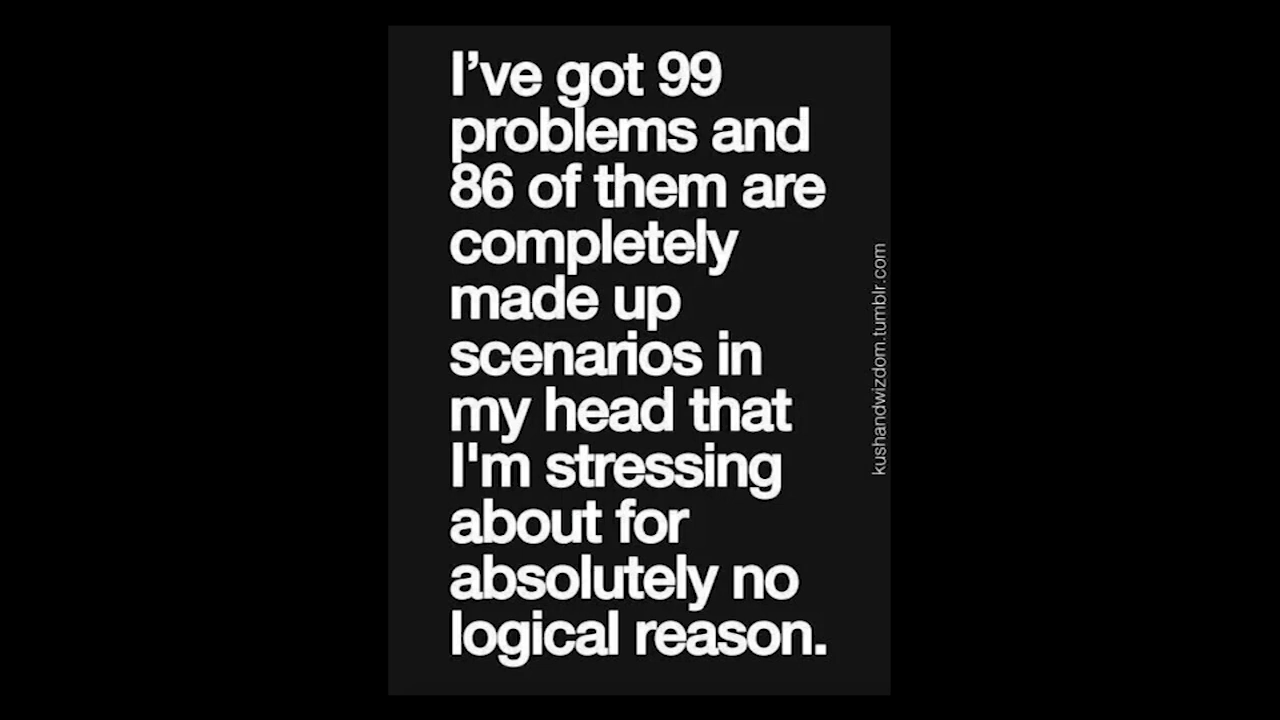 I’ve got 99
problems and
86 of them are
completely
made up
scenarios in
my head that
I'm stressing
about for
absolutely no
logical reason.
kushandwizdom.tumblr.com